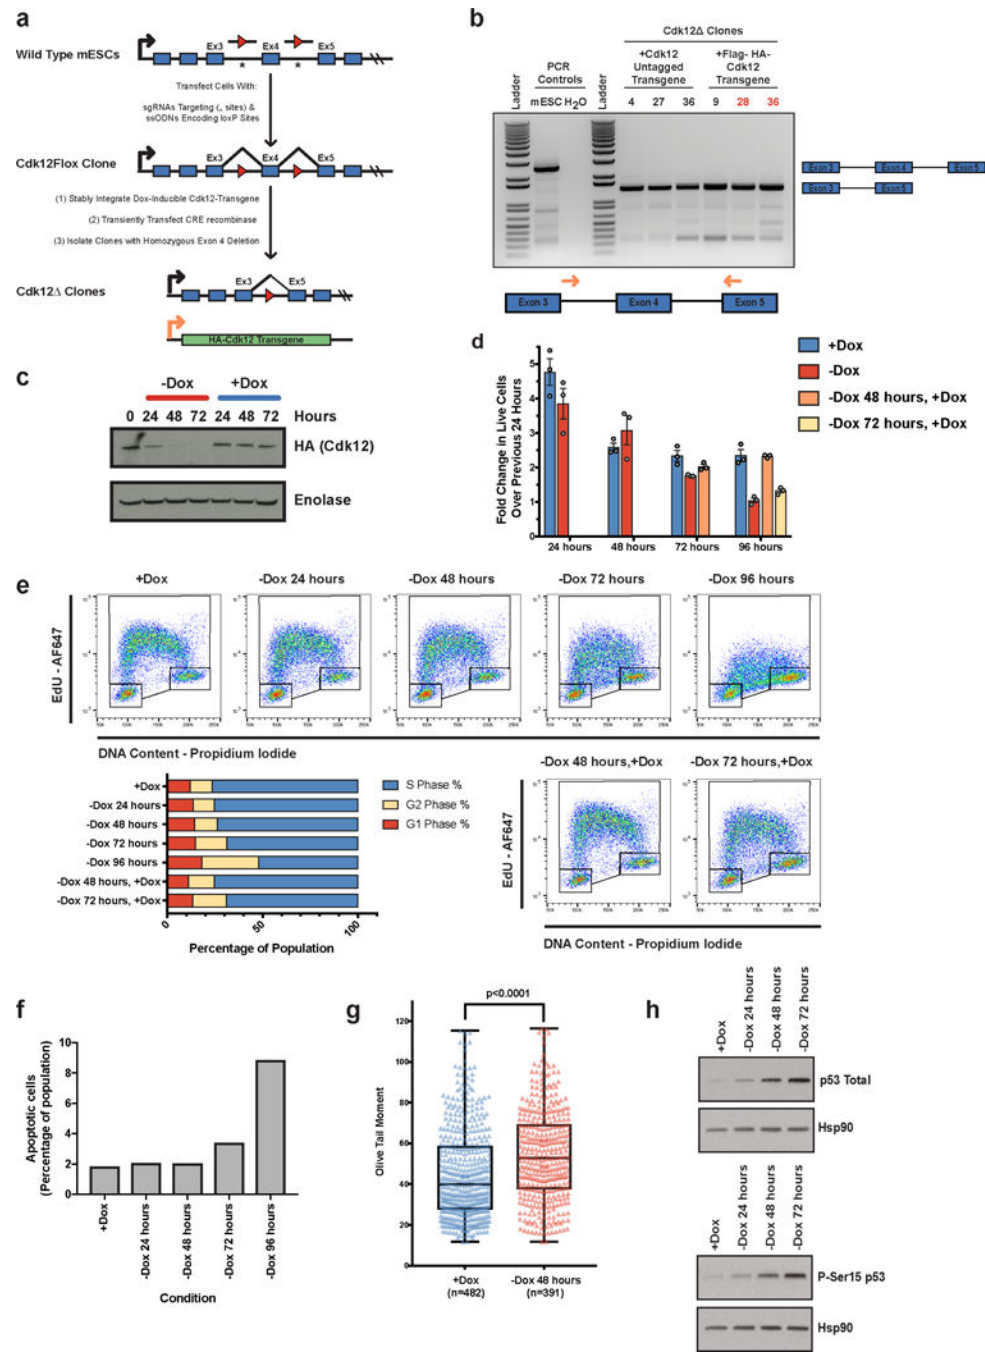 a
Wild Type mESCs
Ex3
Ex4
Ex5
*
*
Transfect Cells With:
sgRNAs Targeting (* sites) &
ssODNs Encoding loxP Sites
Cdk12Flox Clone
Ex3
Ex4
Ex5
(1) Stably Integrate Dox-Inducible Cdk12-Transgene
(2) Transiently Transfect CRE recombinase
(3) Isolate Clones with Homozygous Exon 4 Deletion
Cdk12Δ Clones
Ex3
Ex5
HA-Cdk12 Transgene
b
Cdk12Δ Clones
+Cdk12
Untagged
Transgene
+Flag- HA-
Cdk12
Transgene
PCR
Controls
Ladder
mESC H2O
Ladder
4 27 36 9 28 36
Exon 3
Exon 4
Exon 5
Exon 3
Exon 5
Exon 3
Exon 4
Exon 5
c
-Dox
+Dox
0 24 48 72 24 48 72 Hours
HA (Cdk12)
Enolase
d
Fold Change in Live Cells
Over Previous 24 Hours
5
4
3
2
1
0
24 hours
48 hours
72 hours
96 hours
+Dox
-Dox
-Dox 48 hours, +Dox
-Dox 72 hours, +Dox
e
+Dox
-Dox 24 hours
-Dox 48 hours
-Dox 72 hours
-Dox 96 hours
EdU - AF647
DNA Content - Propidium Iodide
+Dox
-Dox 24 hours
-Dox 48 hours
-Dox 72 hours
-Dox 96 hours
-Dox 48 hours, +Dox
-Dox 72 hours, +Dox
0 50 100
Percentage of Population
S Phase %
G2 Phase %
G1 Phase %
-Dox 48 hours,+Dox
-Dox 72 hours,+Dox
EdU - AF647
DNA Content - Propidium Iodide
f
Apoptotic cells
(Percentage of population)
10
8
6
4
2
0
+Dox
-Dox 24 hours
-Dox 48 hours
-Dox 72 hours
-Dox 96 hours
Condition
g
p<0.0001
Olive Tail Moment
120
100
80
60
40
20
0
+Dox
(n=482)
-Dox 48 hours
(n=391)
h
+Dox
-Dox 24 hours
-Dox 48 hours
-Dox 72 hours
p53 Total
Hsp90
+Dox
-Dox 24 hours
-Dox 48 hours
-Dox 72 hours
P-Ser15 p53
Hsp90